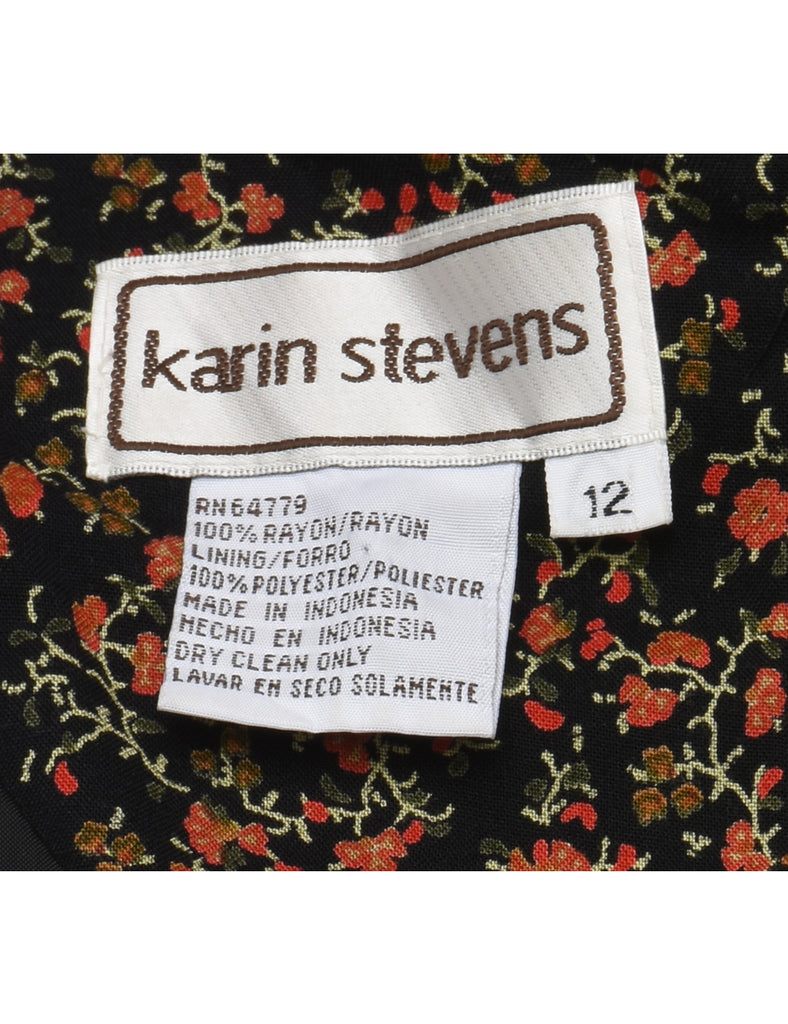 karin stevens
12
RN64779
100% RAYON/RAYON
LINING/FORRO
100% POLYESTER/POLIESTER
MADE IN INDONESIA
HECHO EN INDONESIA
DRY CLEAN ONLY
LAVAR EN SECO SOLAMENTE